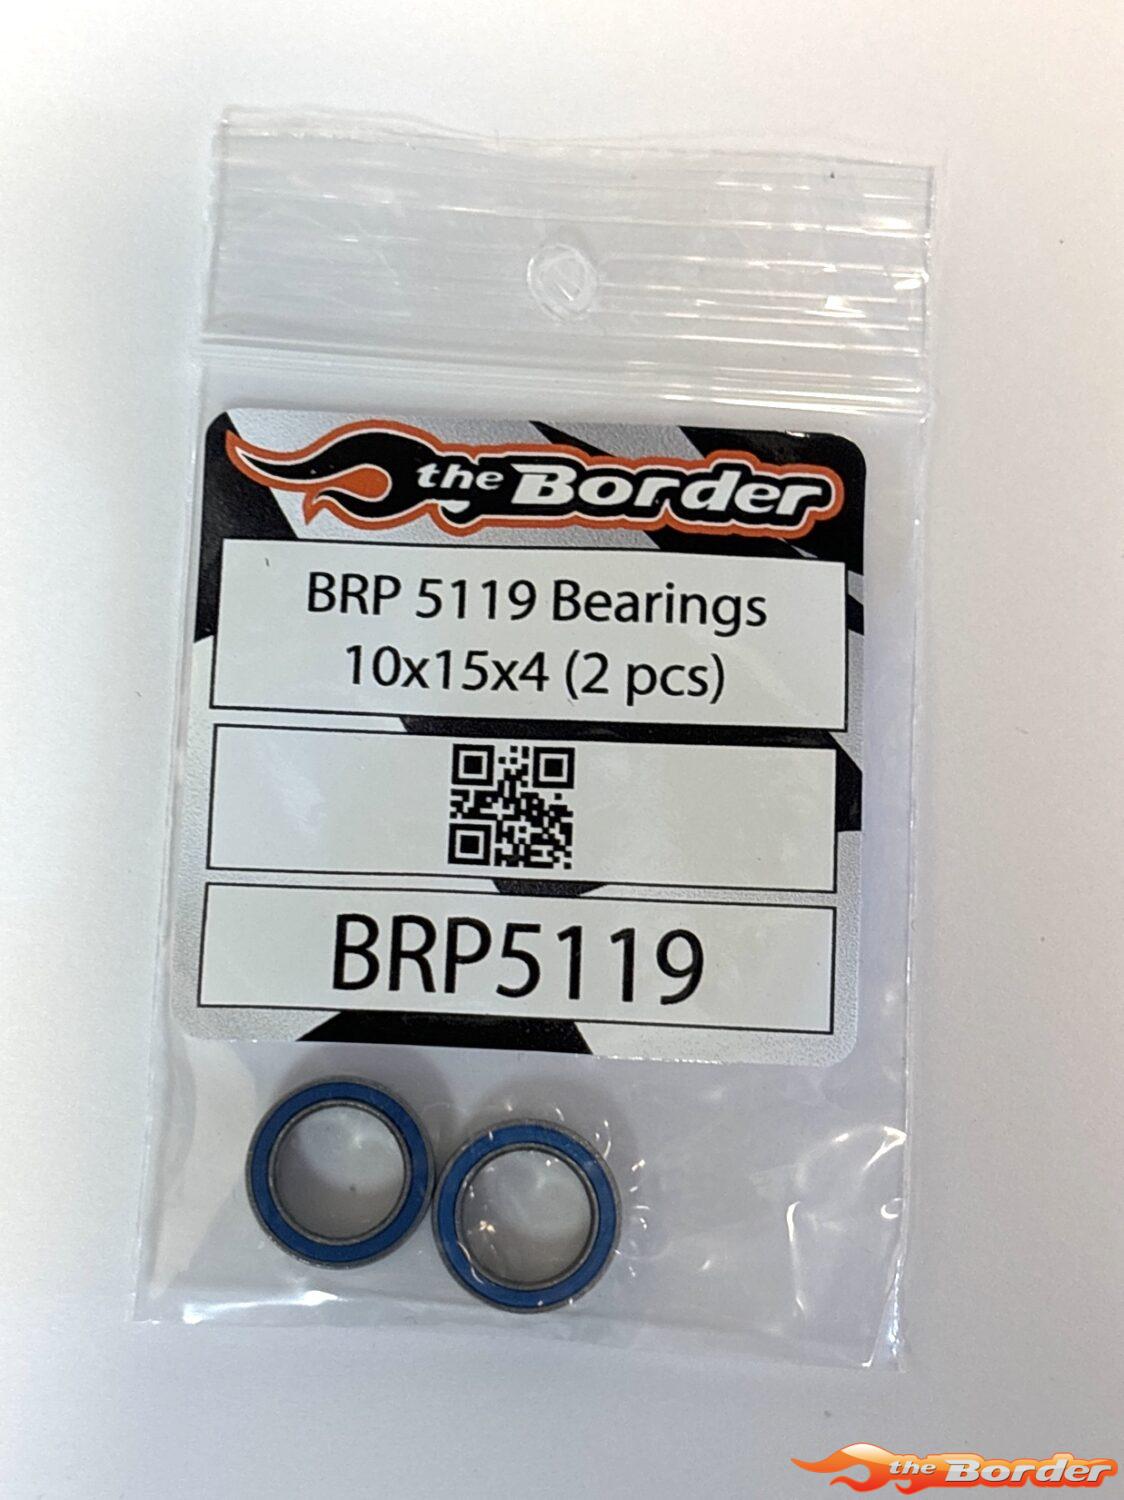 the Border
BRP 5119 Bearings
10x15x4 (2 pcs)
BRP5119
the Border